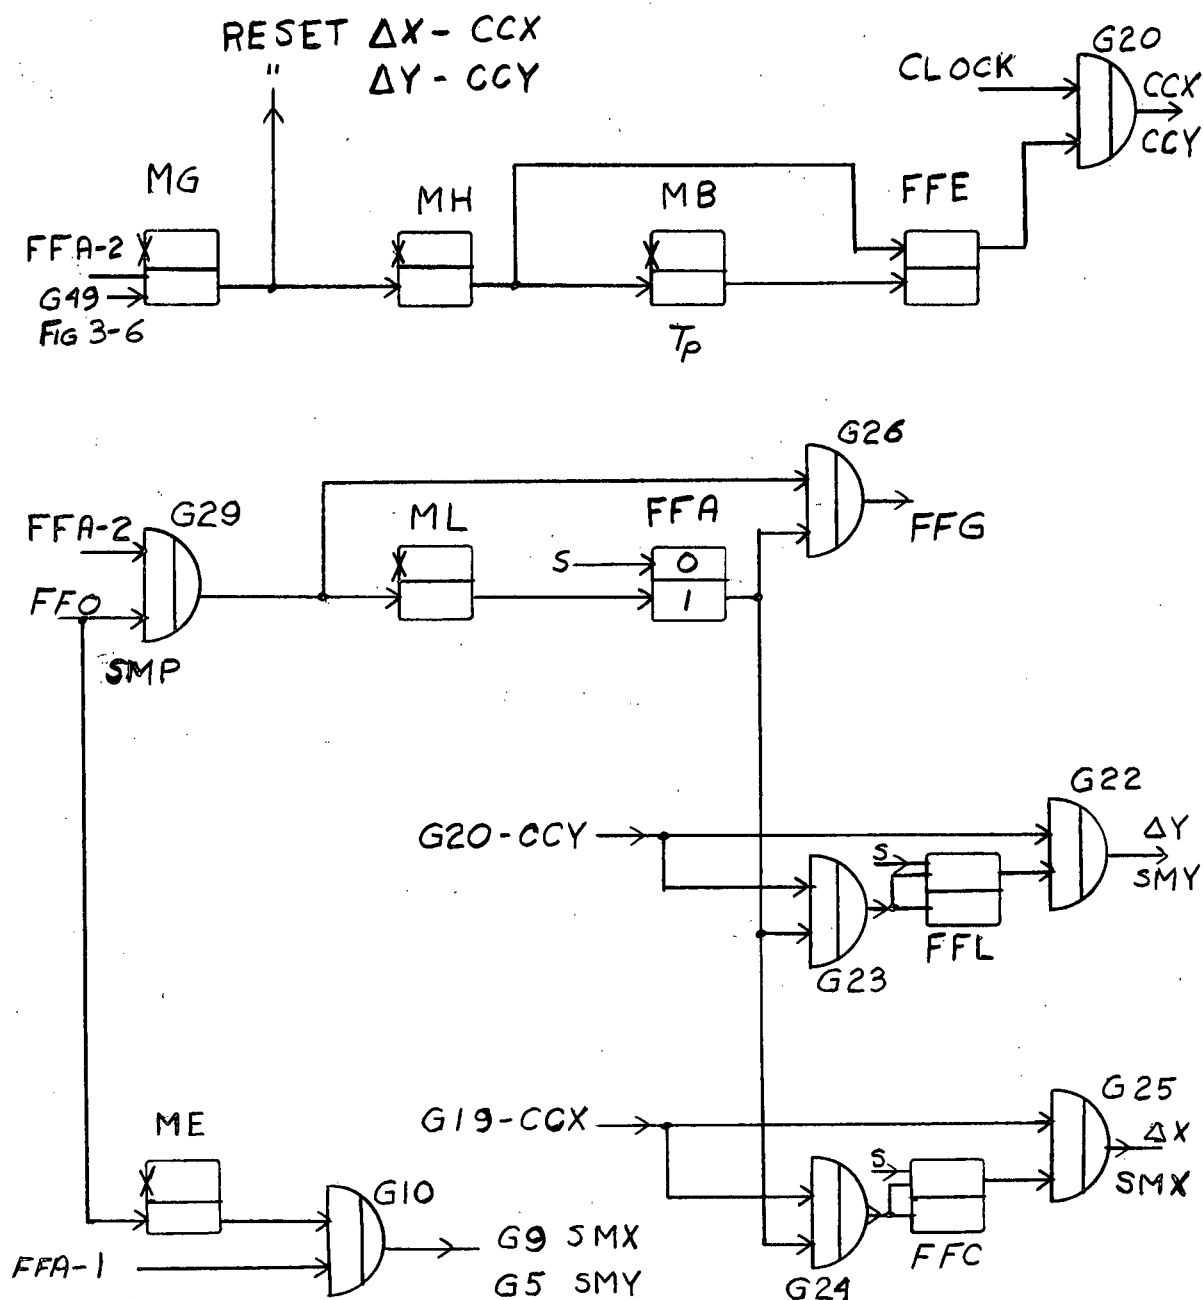 RESET ΔX - CCX
" ΔY - CCY
G20
CLOCK
CCX
CCY
MG
MH
MB
FFE
FFA-2
G49
FIG 3-6
Tp
G26
G29
ML
FFA
FFG
FFA-2
S
0
FFO
1
SMP
G22
G20-CCY
ΔY
S
SMY
FFL
G23
G25
G19-CCX
ΔX
ME
S
SMX
G10
G9 SMX
FFC
FFA-1
G5 SMY
G24